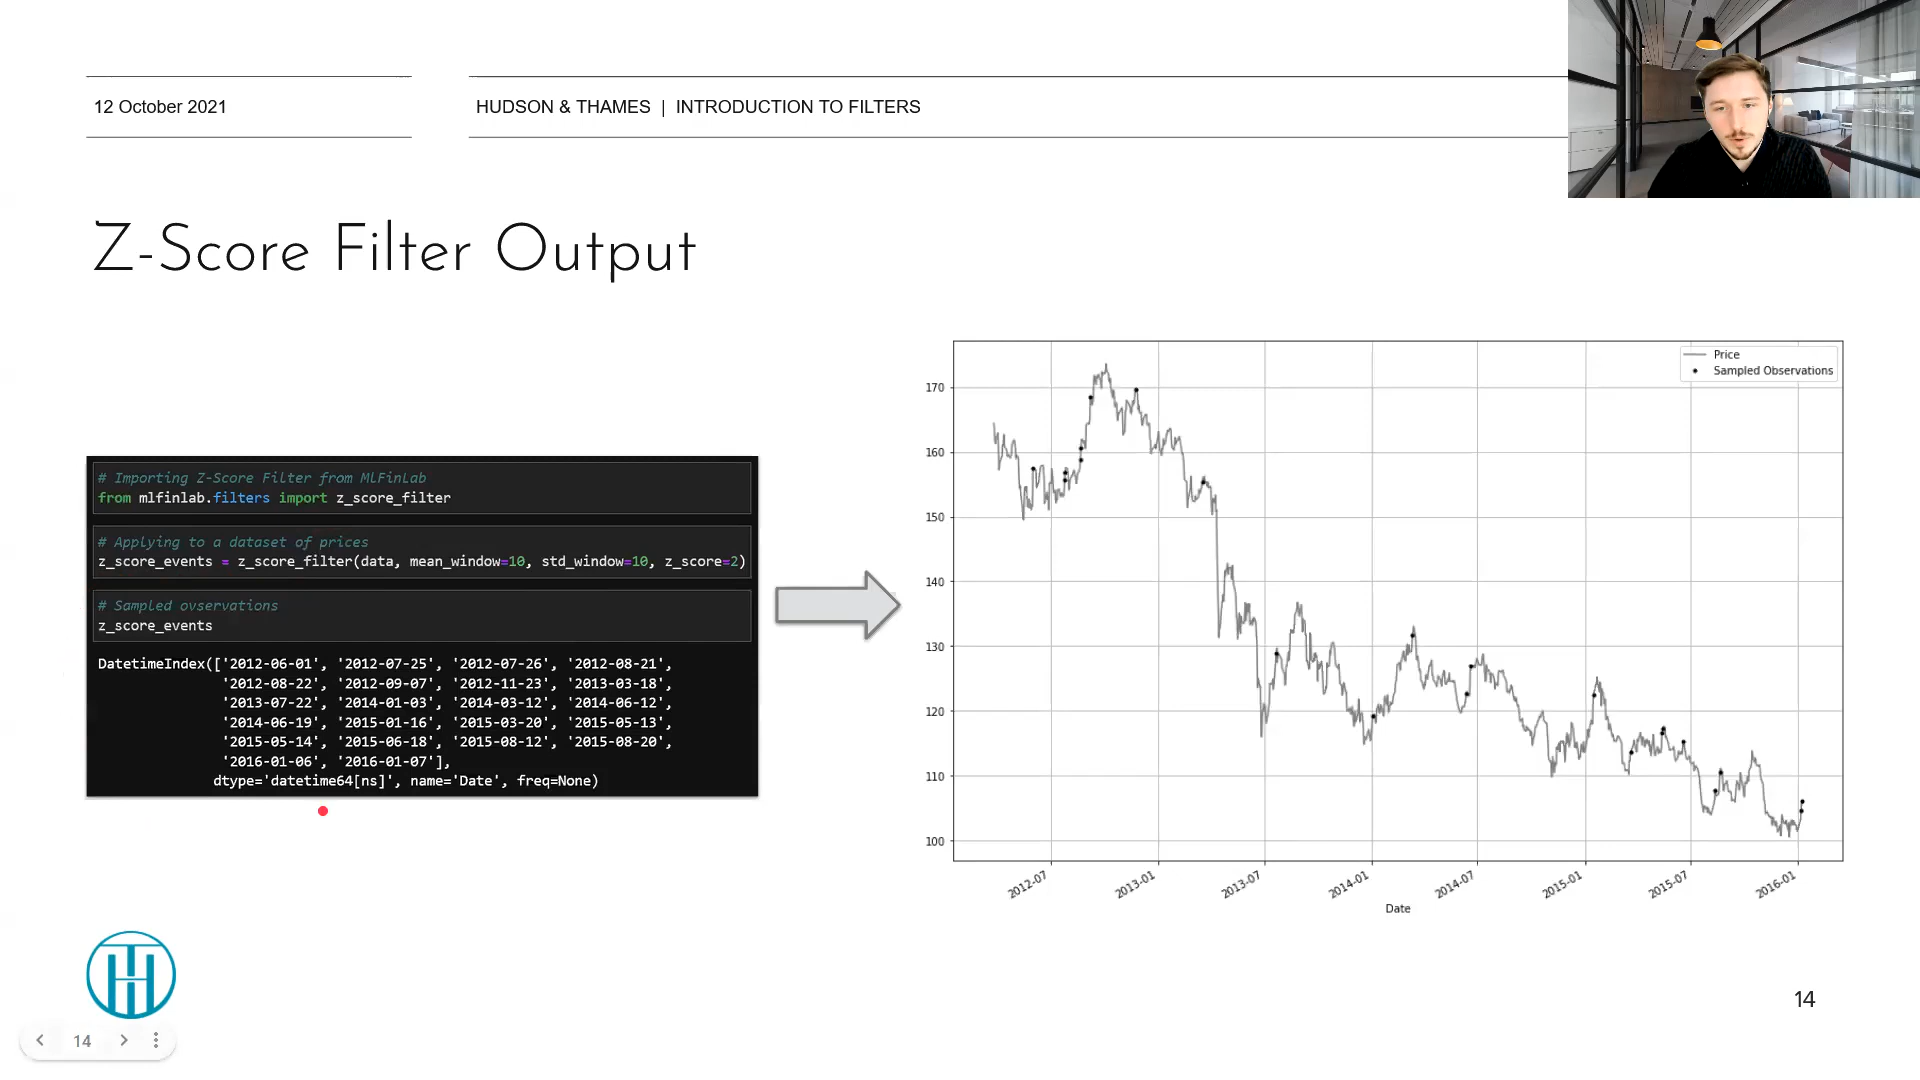 12 October 2021
HUDSON & THAMES | INTRODUCTION TO FILTERS
Z-Score Filter Output
# Importing Z-Score Filter from MlFinLab
from mlfinlab.filters import z_score_filter
# Applying to a dataset of prices
z_score_events = z_score_filter(data, mean_window=10, std_window=10, z_score=2)
# Sampled ovservations
z_score_events
DatetimeIndex(['2012-06-01', '2012-07-25', '2012-07-26', '2012-08-21',
'2012-08-22', '2012-09-07', '2012-11-23', '2013-03-18',
'2013-07-22', '2014-01-03', '2014-03-12', '2014-06-12',
'2014-06-19', '2015-01-16', '2015-03-20', '2015-05-13',
'2015-05-14', '2015-06-18', '2015-08-12', '2015-08-20',
'2016-01-06', '2016-01-07'],
dtype='datetime64[ns]', name='Date', freq=None)
Price
Sampled Observations
170
160
150
140
130
120
110
100
2012-07
2013-01
2013-07
2014-01
2014-07
2015-01
2015-07
2016-01
Date
14
14